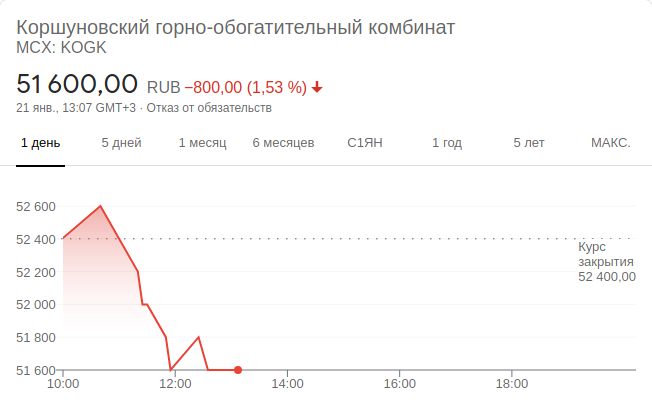 Коршуновский горно-обогатительный комбинат
MCX: KOGK
51 600,00 RUB −800,00 (1,53 %)
21 янв., 13:07 GMT+3 · Отказ от обязательств
1 день 5 дней 1 месяц 6 месяцев С1ЯН 1 год 5 лет МАКС.
52 600
52 400
Курс
закрытия
52 400,00
52 200
52 000
51 800
51 600
10:00 12:00 14:00 16:00 18:00